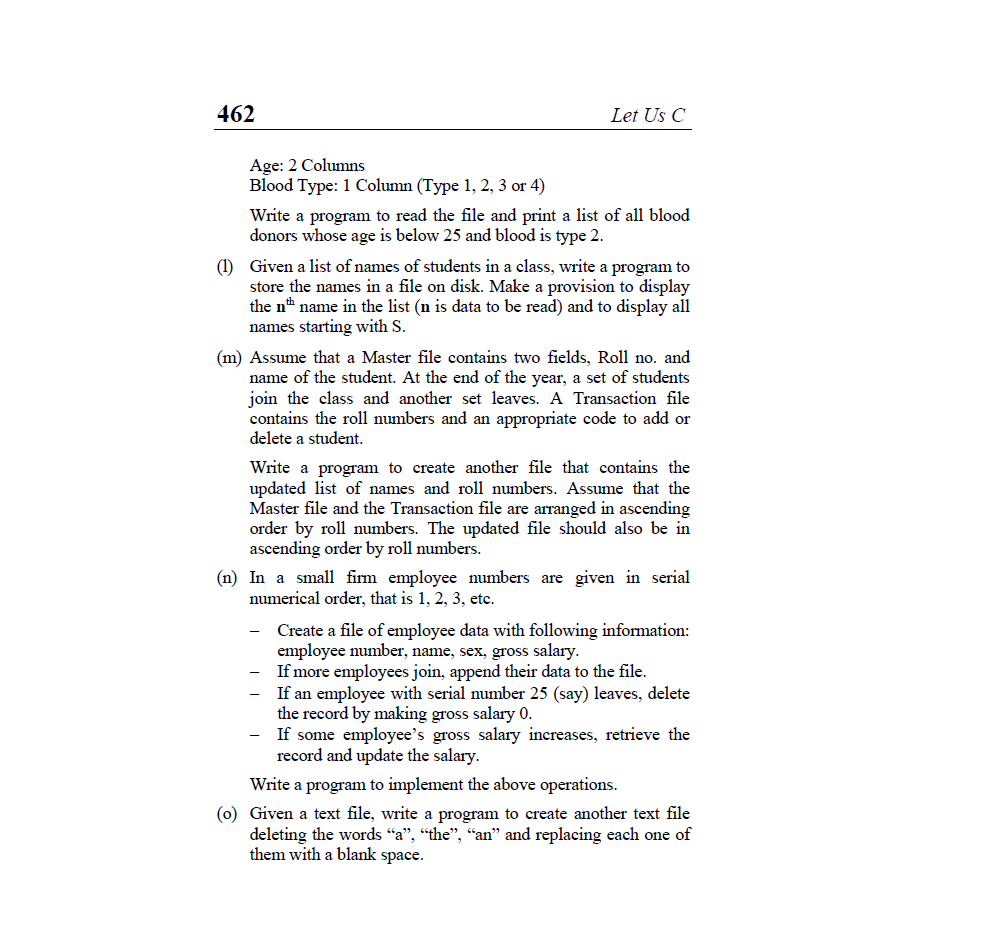 462 Let Us C
Age: 2 Columns
Blood Type: 1 Column (Type 1, 2, 3 or 4)
Write a program to read the file and print a list of all blood
donors whose age is below 25 and blood is type 2.
(l) Given a list of names of students in a class, write a program to
store the names in a file on disk. Make a provision to display
the nth name in the list (n is data to be read) and to display all
names starting with S.
(m) Assume that a Master file contains two fields, Roll no. and
name of the student. At the end of the year, a set of students
join the class and another set leaves. A Transaction file
contains the roll numbers and an appropriate code to add or
delete a student.
Write a program to create another file that contains the
updated list of names and roll numbers. Assume that the
Master file and the Transaction file are arranged in ascending
order by roll numbers. The updated file should also be in
ascending order by roll numbers.
(n) In a small firm employee numbers are given in serial
numerical order, that is 1, 2, 3, etc.
− Create a file of employee data with following information:
employee number, name, sex, gross salary.
− If more employees join, append their data to the file.
− If an employee with serial number 25 (say) leaves, delete
the record by making gross salary 0.
− If some employee’s gross salary increases, retrieve the
record and update the salary.
Write a program to implement the above operations.
(o) Given a text file, write a program to create another text file
deleting the words “a”, “the”, “an” and replacing each one of
them with a blank space.